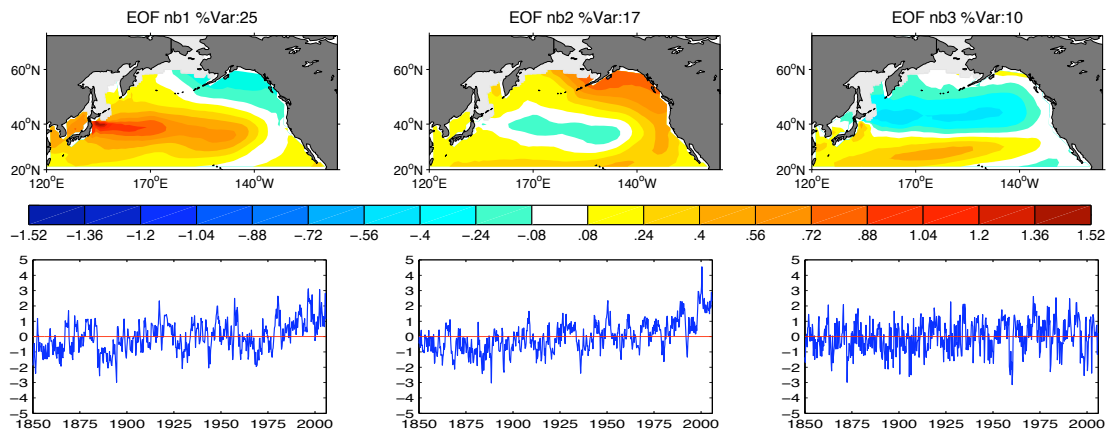 EOF nb1 %Var:25 EOF nb2 %Var:17 EOF nb3 %Var:10
60°N 60°N 60°N
40°N 40°N 40°N
20°N 20°N 20°N
120°E 170°E 140°W 120°E 170°E 140°W 120°E 170°E 140°W
−1.52 −1.36 −1.2 −1.04 −.88 −.72 −.56 −.4 −.24 −.08 .08 .24 .4 .56 .72 .88 1.04 1.2 1.36 1.52
5 5 5
4 4 4
3 3 3
2 2 2
1 1 1
0 0 0
−1 −1 −1
−2 −2 −2
−3 −3 −3
−4 −4 −4
−5 −5 −5
1850 1875 1900 1925 1950 1975 2000 1850 1875 1900 1925 1950 1975 2000 1850 1875 1900 1925 1950 1975 2000